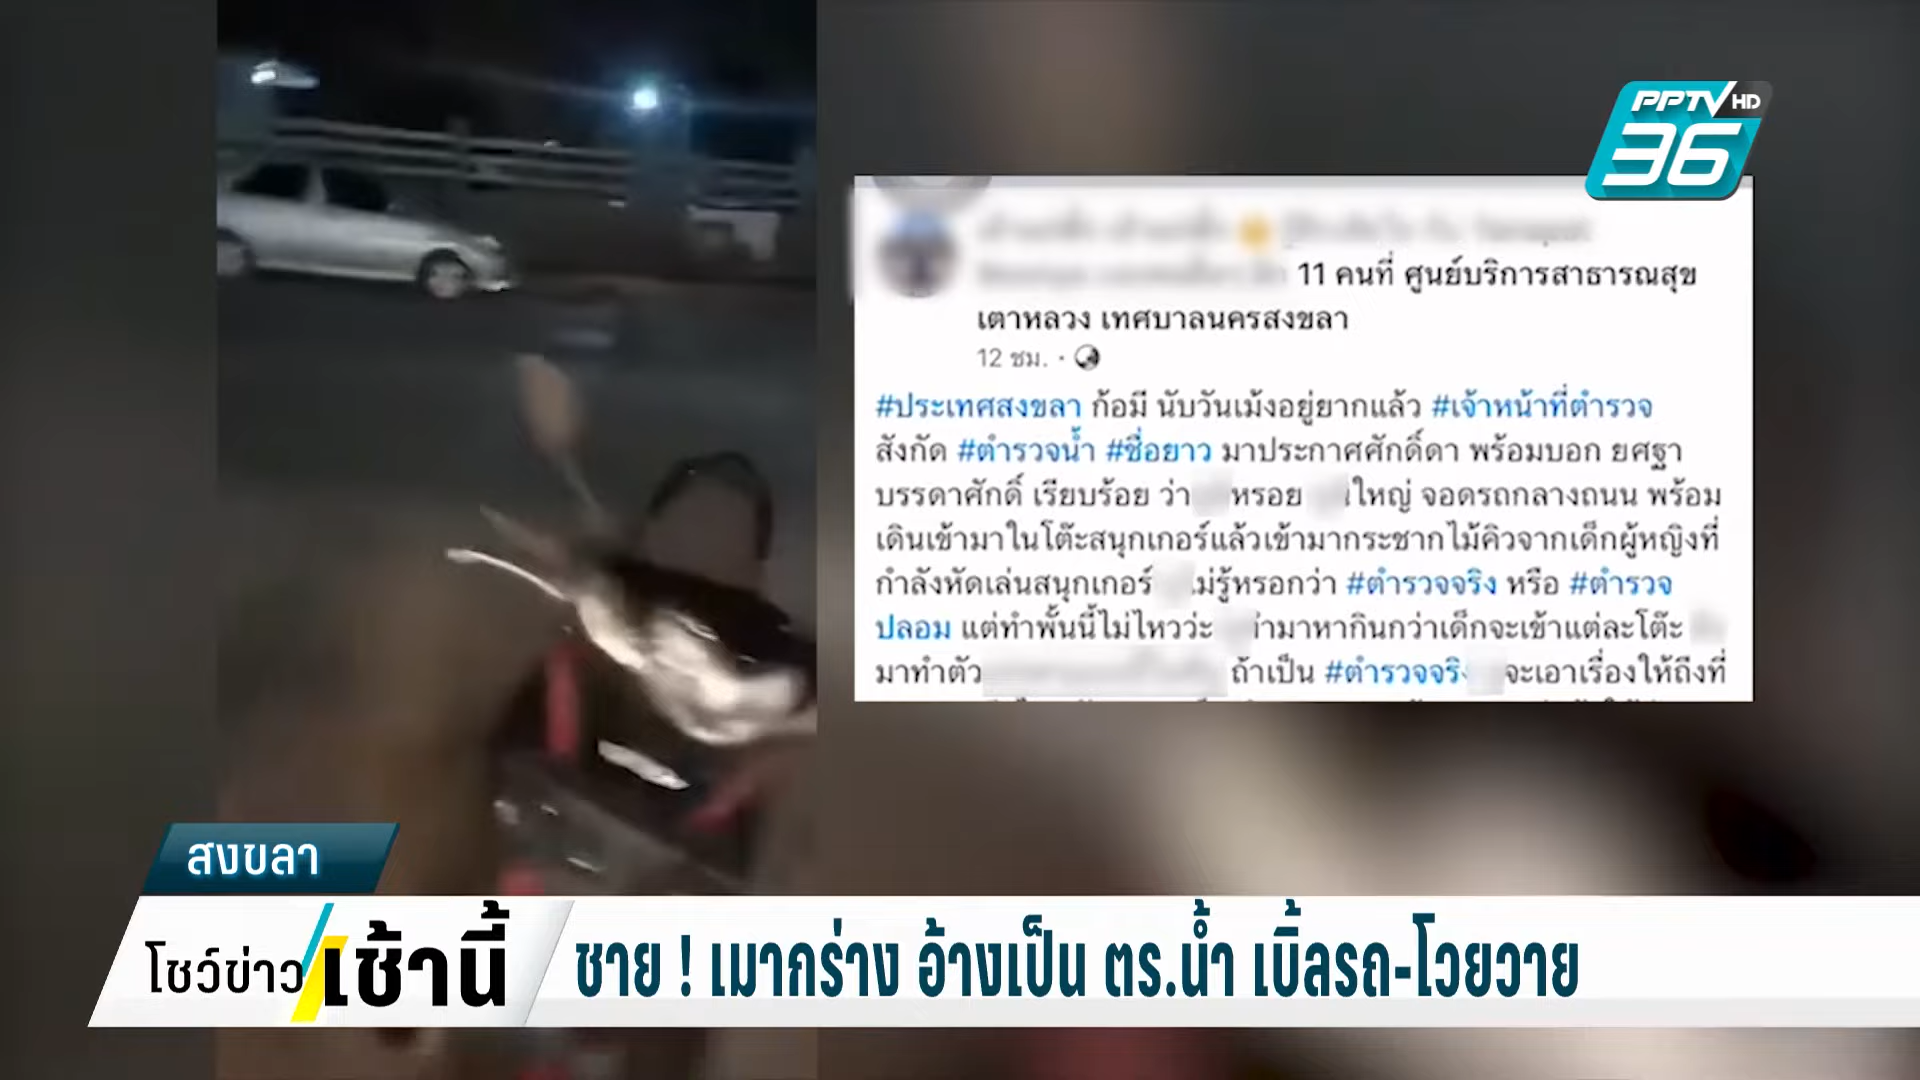 PPTV HD
36
11 คนที่ ศูนย์บริการสาธารณสุข
เตาหลวง เทศบาลนครสงขลา
12 ชม. ·
#ประเทศสงขลา ก้อมี นับวันเม้งอยู่ยากแล้ว #เจ้าหน้าที่ตำรวจ
สังกัด #ตำรวจน้ำ #ชื่อยาว มาประกาศศักดิ์ดา พร้อมบอก ยศฐา
บรรดาศักดิ์ เรียบร้อย ว่า หรอย ใหญ่ จอดรถกลางถนน พร้อม
เดินเข้ามาในโต๊ะสนุกเกอร์แล้วเข้ามากระชากไม้คิวจากเด็กผู้หญิงที่
กำลังหัดเล่นสนุกเกอร์ ไม่รู้หรอกว่า #ตำรวจจริง หรือ #ตำรวจ
ปลอม แต่ทำพั้นนี้ไม่ไหวว่ะ ามาหากินกว่าเด็กจะเข้าแต่ละโต๊ะ
มาทำตัว ถ้าเป็น #ตำรวจจริง จะเอาเรื่องให้ถึงที่
สงขลา
โชว์ข่าว เช้านี้
ชาย ! เมากร่าง อ้างเป็น ตร.น้ำ เบิ้ลรถ-โวยวาย